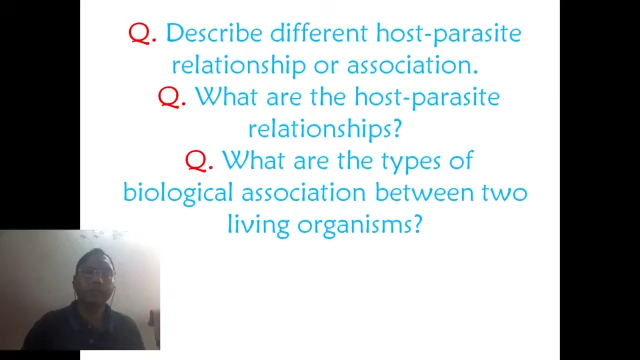 Q. Describe different host-parasite
relationship or association.
Q. What are the host-parasite
relationships?
Q. What are the types of
biological association between two
living organisms?